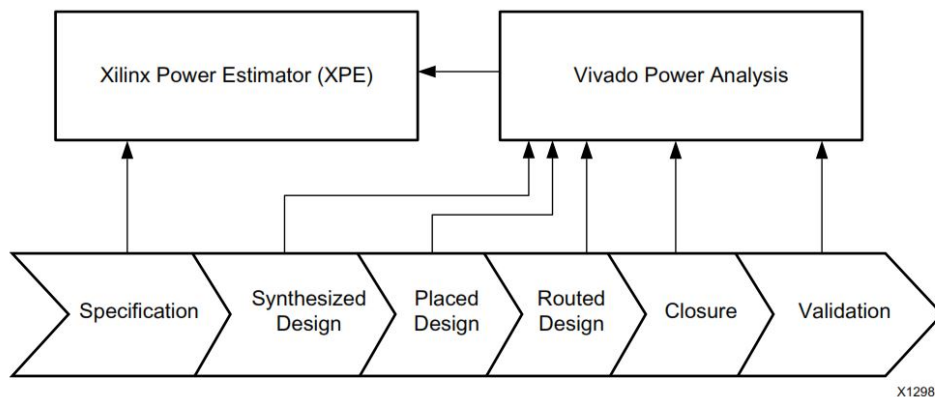 Xilinx Power Estimator (XPE)
Vivado Power Analysis
Specification
Synthesized
Design
Placed
Design
Routed
Design
Closure
Validation
X1298